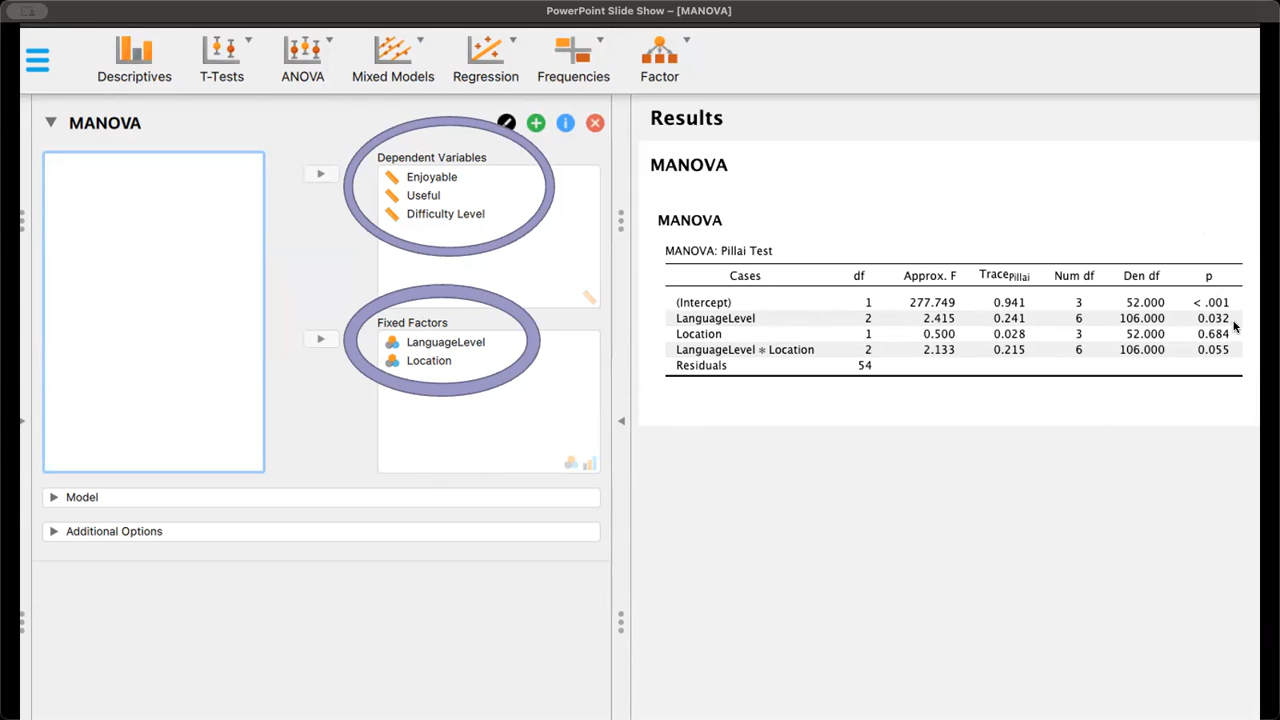 PowerPoint Slide Show – [MANOVA]
Descriptives T-Tests ANOVA Mixed Models Regression Frequencies Factor
MANOVA
Dependent Variables
Enjoyable
Useful
Difficulty Level
Fixed Factors
LanguageLevel
Location
Model
Additional Options
Results
MANOVA
MANOVA
MANOVA: Pillai Test
Cases df Approx. F TracePillai Num df Den df p
(Intercept) 1 277.749 0.941 3 52.000 < .001
LanguageLevel 2 2.415 0.241 6 106.000 0.032
Location 1 0.500 0.028 3 52.000 0.684
LanguageLevel * Location 2 2.133 0.215 6 106.000 0.055
Residuals 54